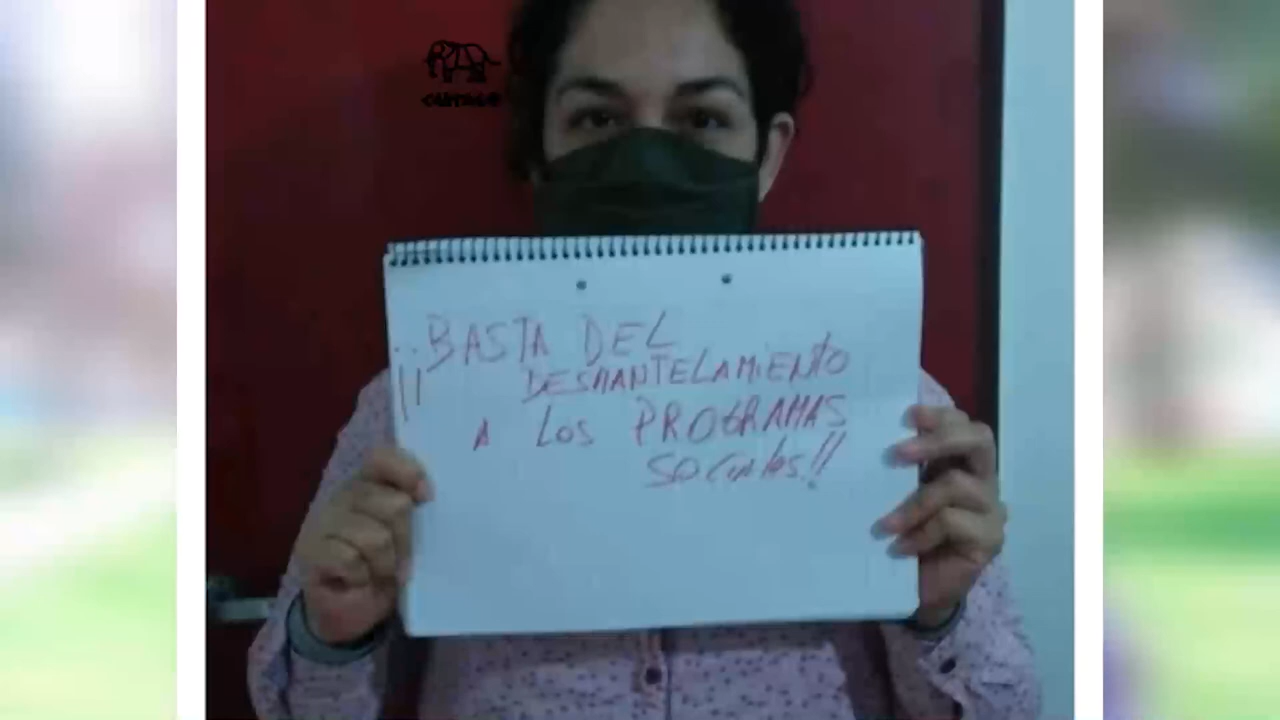 ¡¡BASTA DEL
DESMANTELAMIENTO
A LOS PROGRAMAS
SOCIALES!!